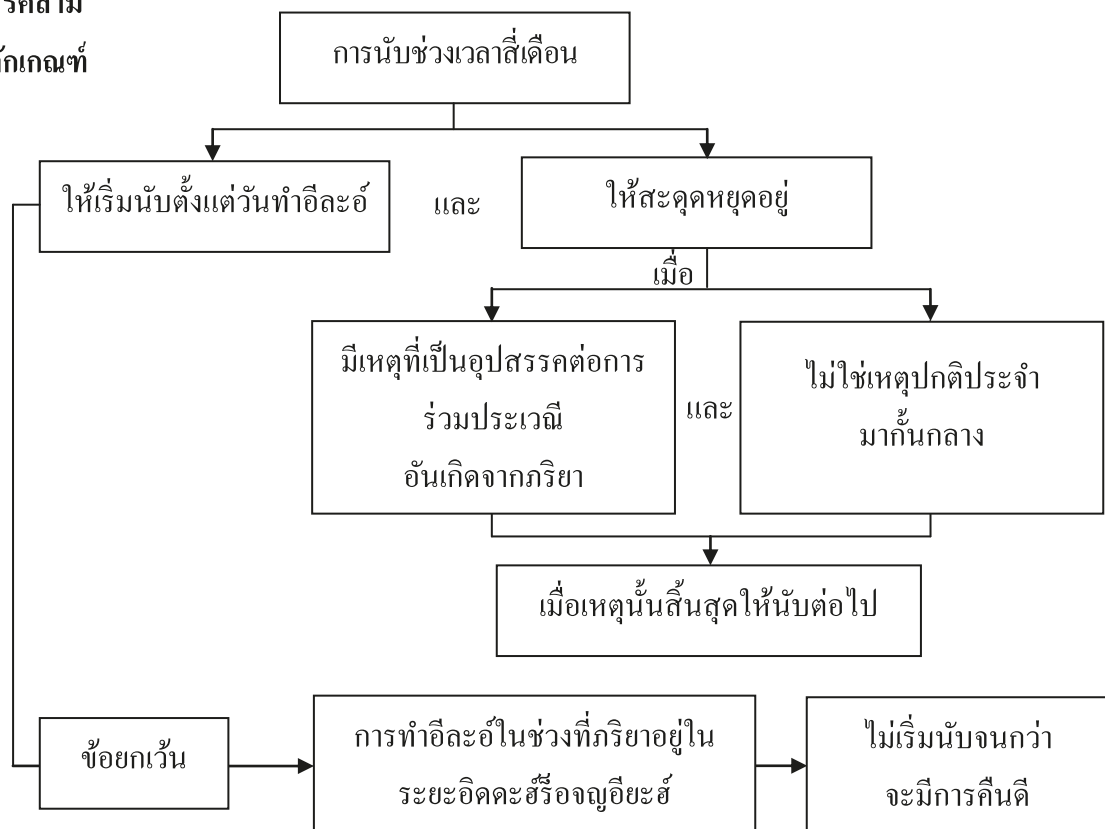 การนับช่วงเวลาสี่เดือน
ให้เริ่มนับตั้งแต่วันทำอีละอ์
และ
ให้สะดุดหยุดอยู่
เมื่อ
มีเหตุที่เป็นอุปสรรคต่อการ
ร่วมประเวณี
อันเกิดจากภริยา
และ
ไม่ใช่เหตุปกติประจำ
มากั้นกลาง
เมื่อเหตุนั้นสิ้นสุดให้นับต่อไป
ข้อยกเว้น
การทำอีละอ์ในช่วงที่ภริยาอยู่ใน
ระยะอิดดะฮ์ร็อจญอียะฮ์
ไม่เริ่มนับจนกว่า
จะมีการคืนดี